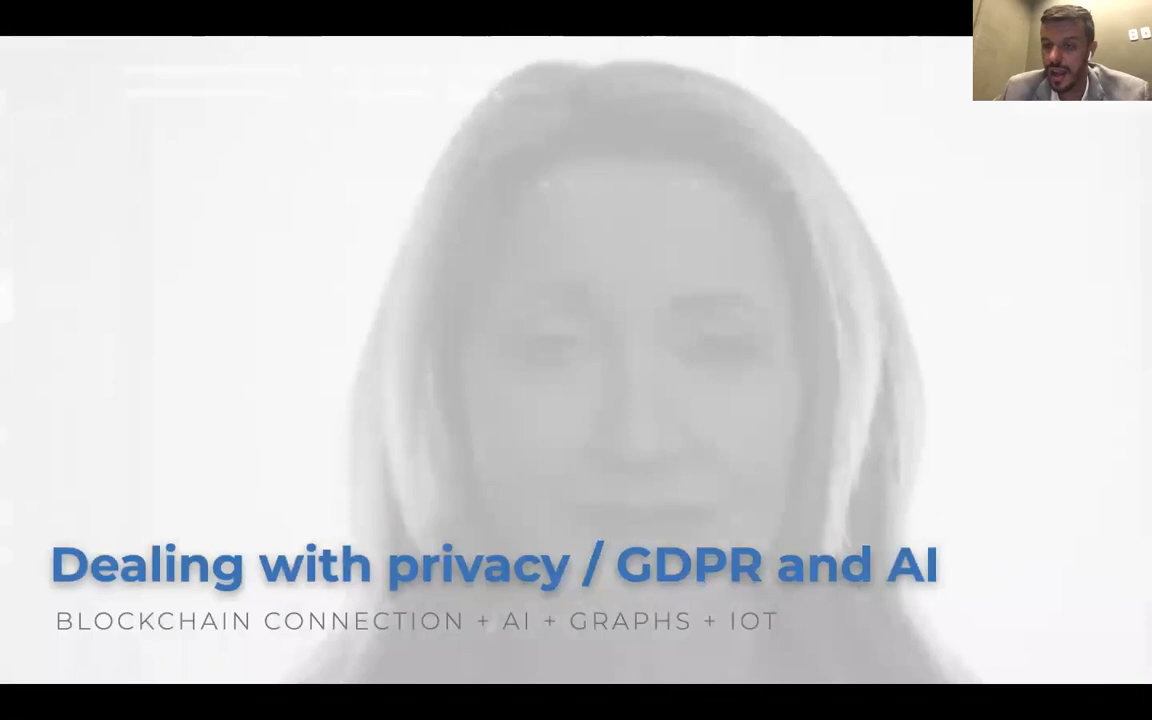 Dealing with privacy / GDPR and AI
BLOCKCHAIN CONNECTION + AI + GRAPHS + IOT